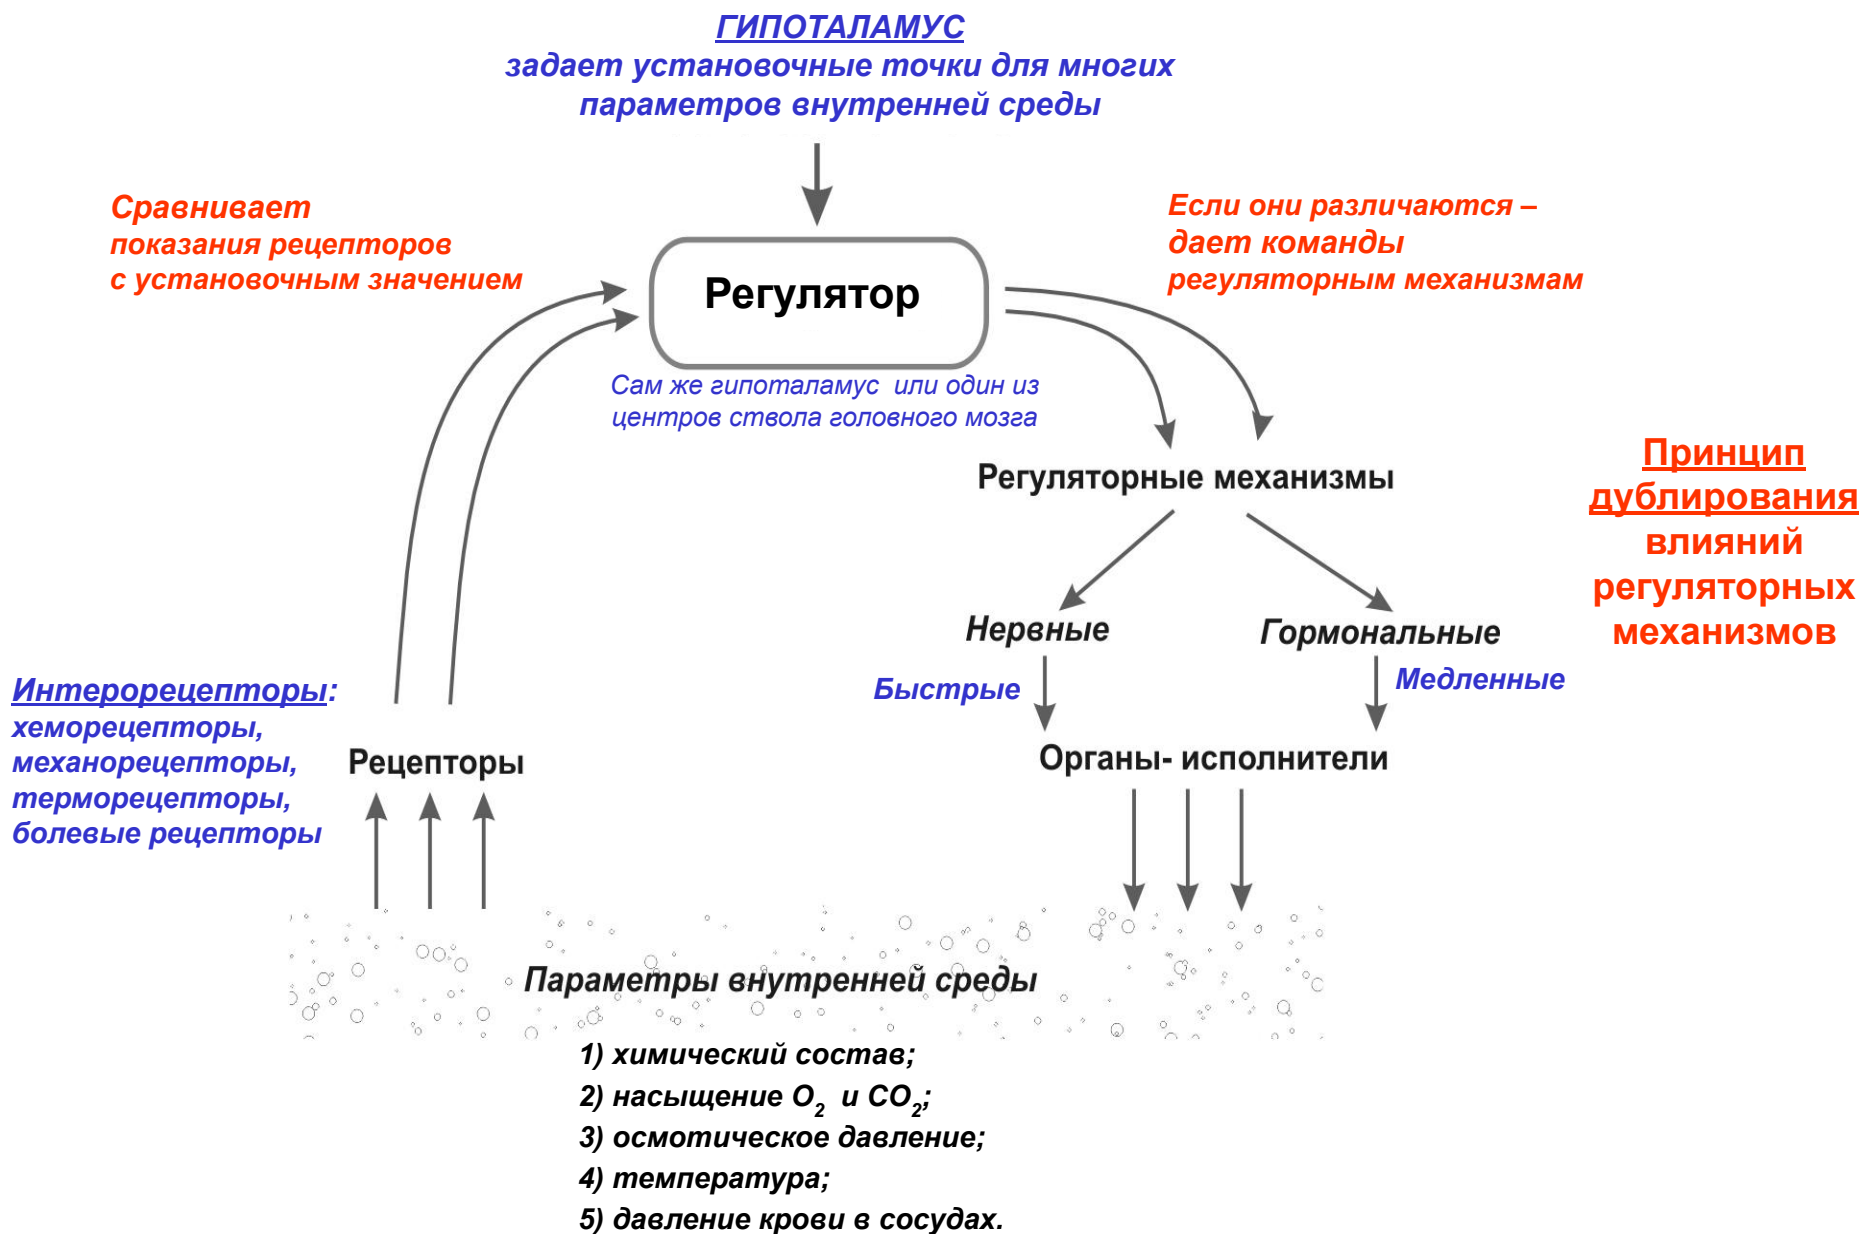 ГИПОТАЛАМУС
задает установочные точки для многих
параметров внутренней среды
Сравнивает
показания рецепторов
с установочным значением
Если они различаются –
дает команды
регуляторным механизмам
Регулятор
Сам же гипоталамус или один из
центров ствола головного мозга
Регуляторные механизмы
Принцип
дублирования
влияний
регуляторных
механизмов
Нервные
Гормональные
Быстрые
Медленные
Интерорецепторы:
хеморецепторы,
механорецепторы,
терморецепторы,
болевые рецепторы
Рецепторы
Органы- исполнители
Параметры внутренней среды
1) химический состав;
2) насыщение O₂ и CO₂;
3) осмотическое давление;
4) температура;
5) давление крови в сосудах.